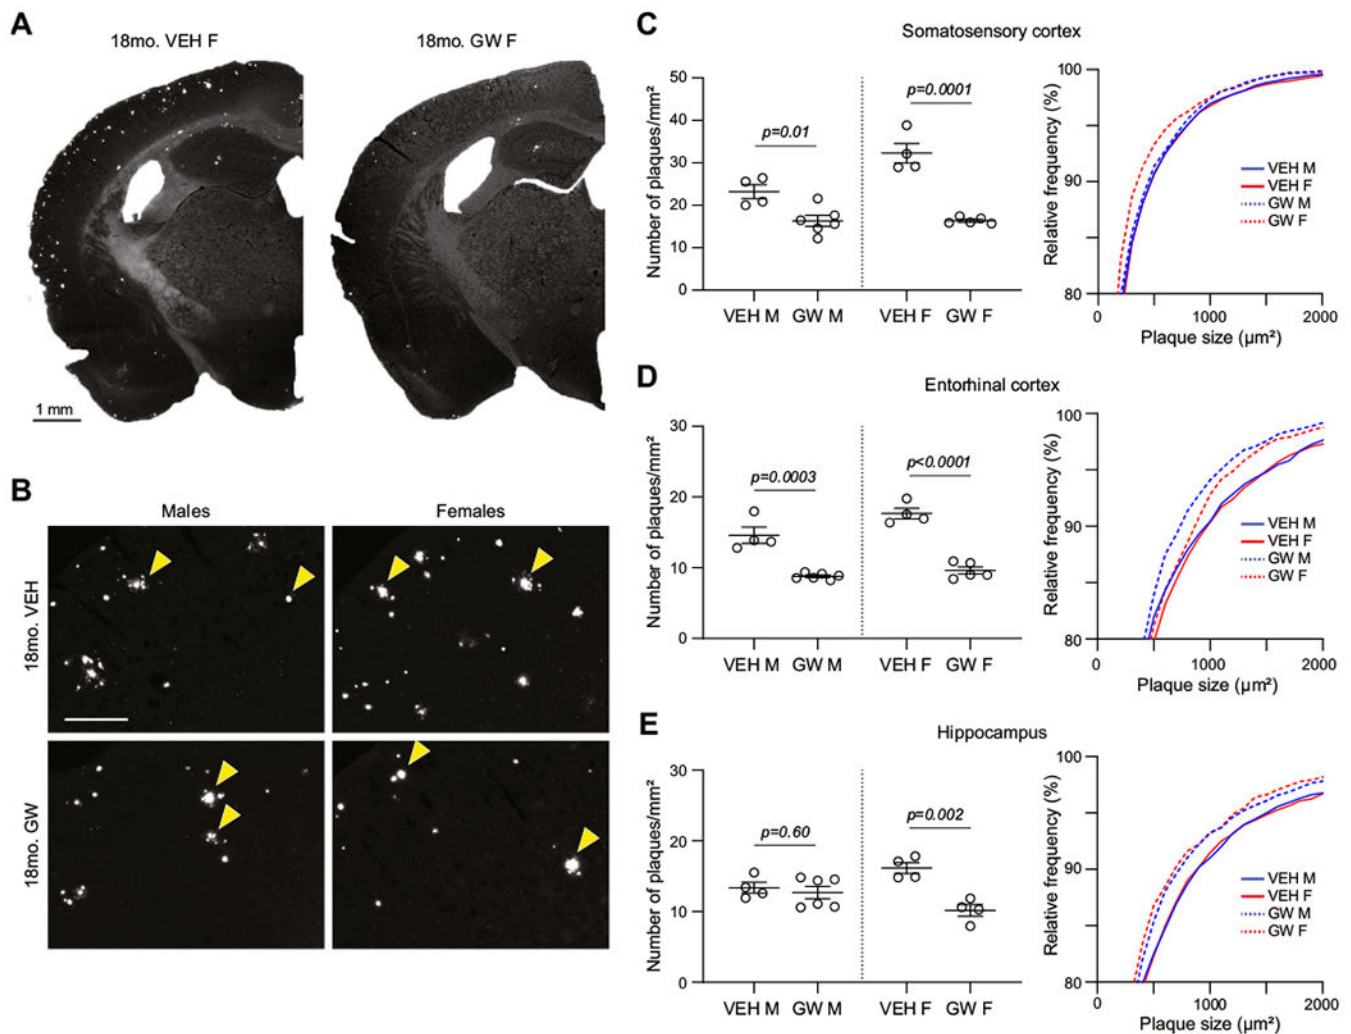 A
18mo. VEH F
18mo. GW F
1 mm
B
Males
Females
18mo. VEH
18mo. GW
C
Somatosensory cortex
Number of plaques/mm²
50
40
30
20
10
0
p=0.01
p=0.0001
VEH M
GW M
VEH F
GW F
Relative frequency (%)
100
90
80
VEH M
VEH F
GW M
GW F
0
1000
2000
Plaque size (µm²)
D
Entorhinal cortex
Number of plaques/mm²
30
20
10
0
p=0.0003
p<0.0001
VEH M
GW M
VEH F
GW F
Relative frequency (%)
100
90
80
VEH M
VEH F
GW M
GW F
0
1000
2000
Plaque size (µm²)
E
Hippocampus
Number of plaques/mm²
30
20
10
0
p=0.60
p=0.002
VEH M
GW M
VEH F
GW F
Relative frequency (%)
100
90
80
VEH M
VEH F
GW M
GW F
0
1000
2000
Plaque size (µm²)